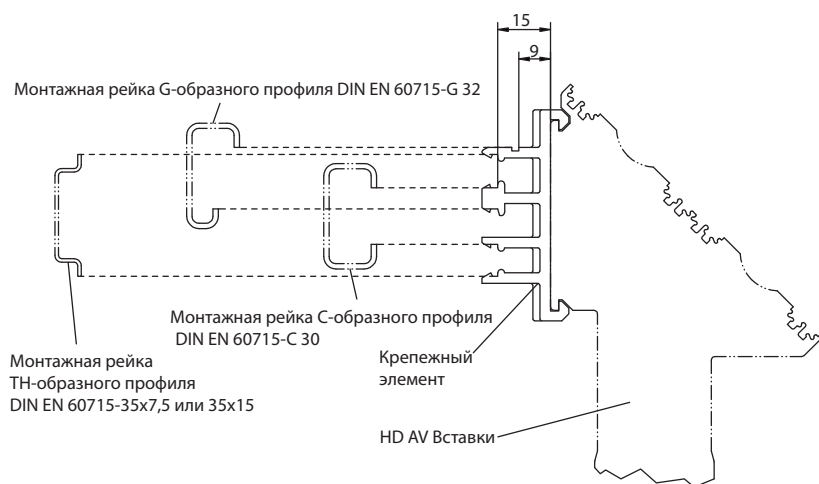 15
9
Монтажная рейка G-образного профиля DIN EN 60715-G 32
Монтажная рейка C-образного профиля
DIN EN 60715-C 30
Монтажная рейка
TH-образного профиля
DIN EN 60715-35x7,5 или 35x15
Крепежный
элемент
HD AV Вставки